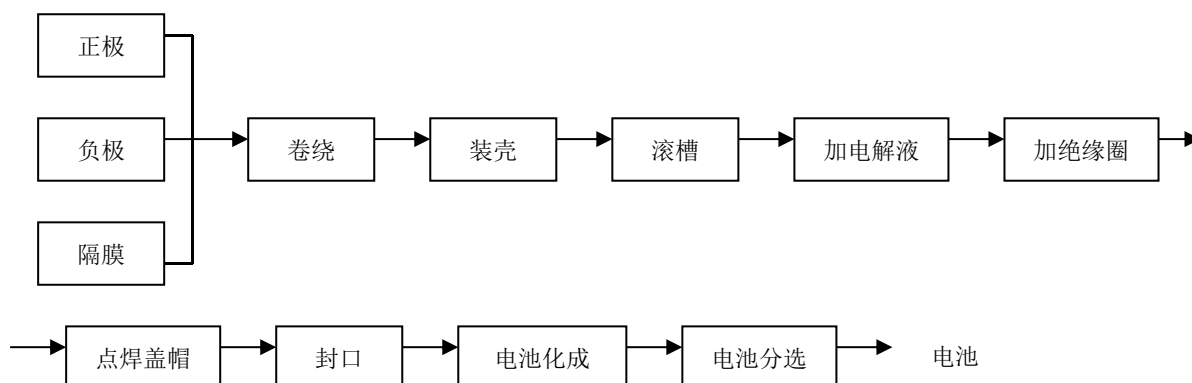 正极
负极
卷绕
装壳
滚槽
加电解液
加绝缘圈
隔膜
点焊盖帽
封口
电池化成
电池分选
电池